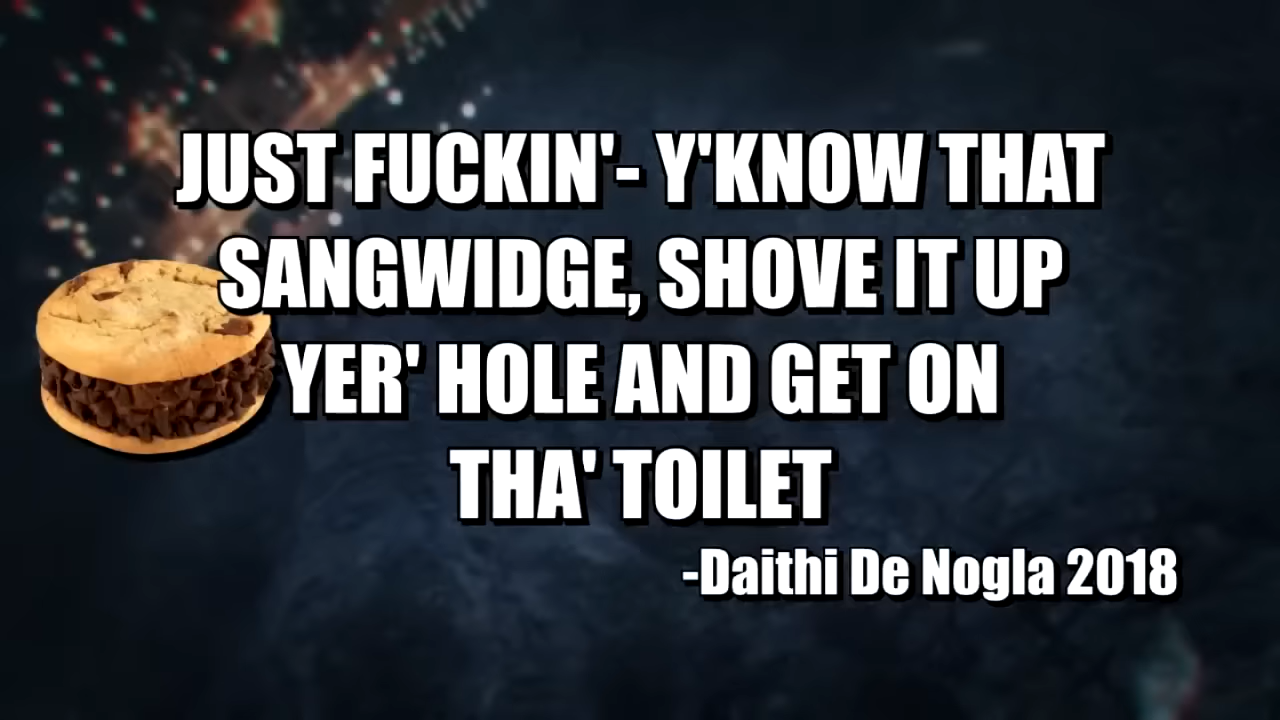 JUST FUCKIN'- Y'KNOW THAT
SANGWIDGE, SHOVE IT UP
YER' HOLE AND GET ON
THA' TOILET
-Daithi De Nogla 2018